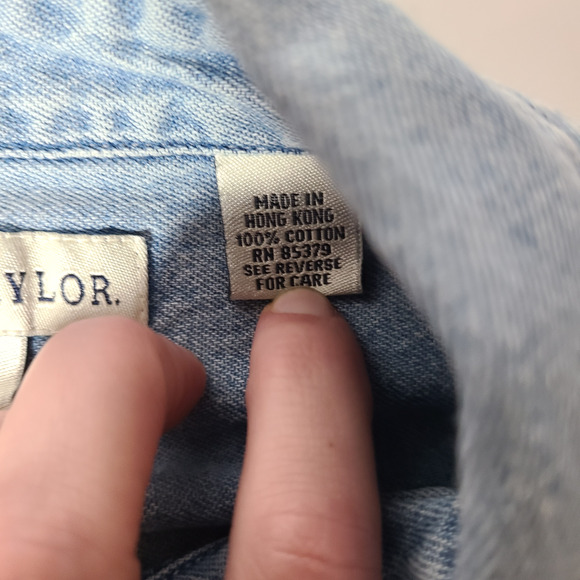 YLOR.
MADE IN
HONG KONG
100% COTTON
RN 85379
SEE REVERSE
FOR CARE